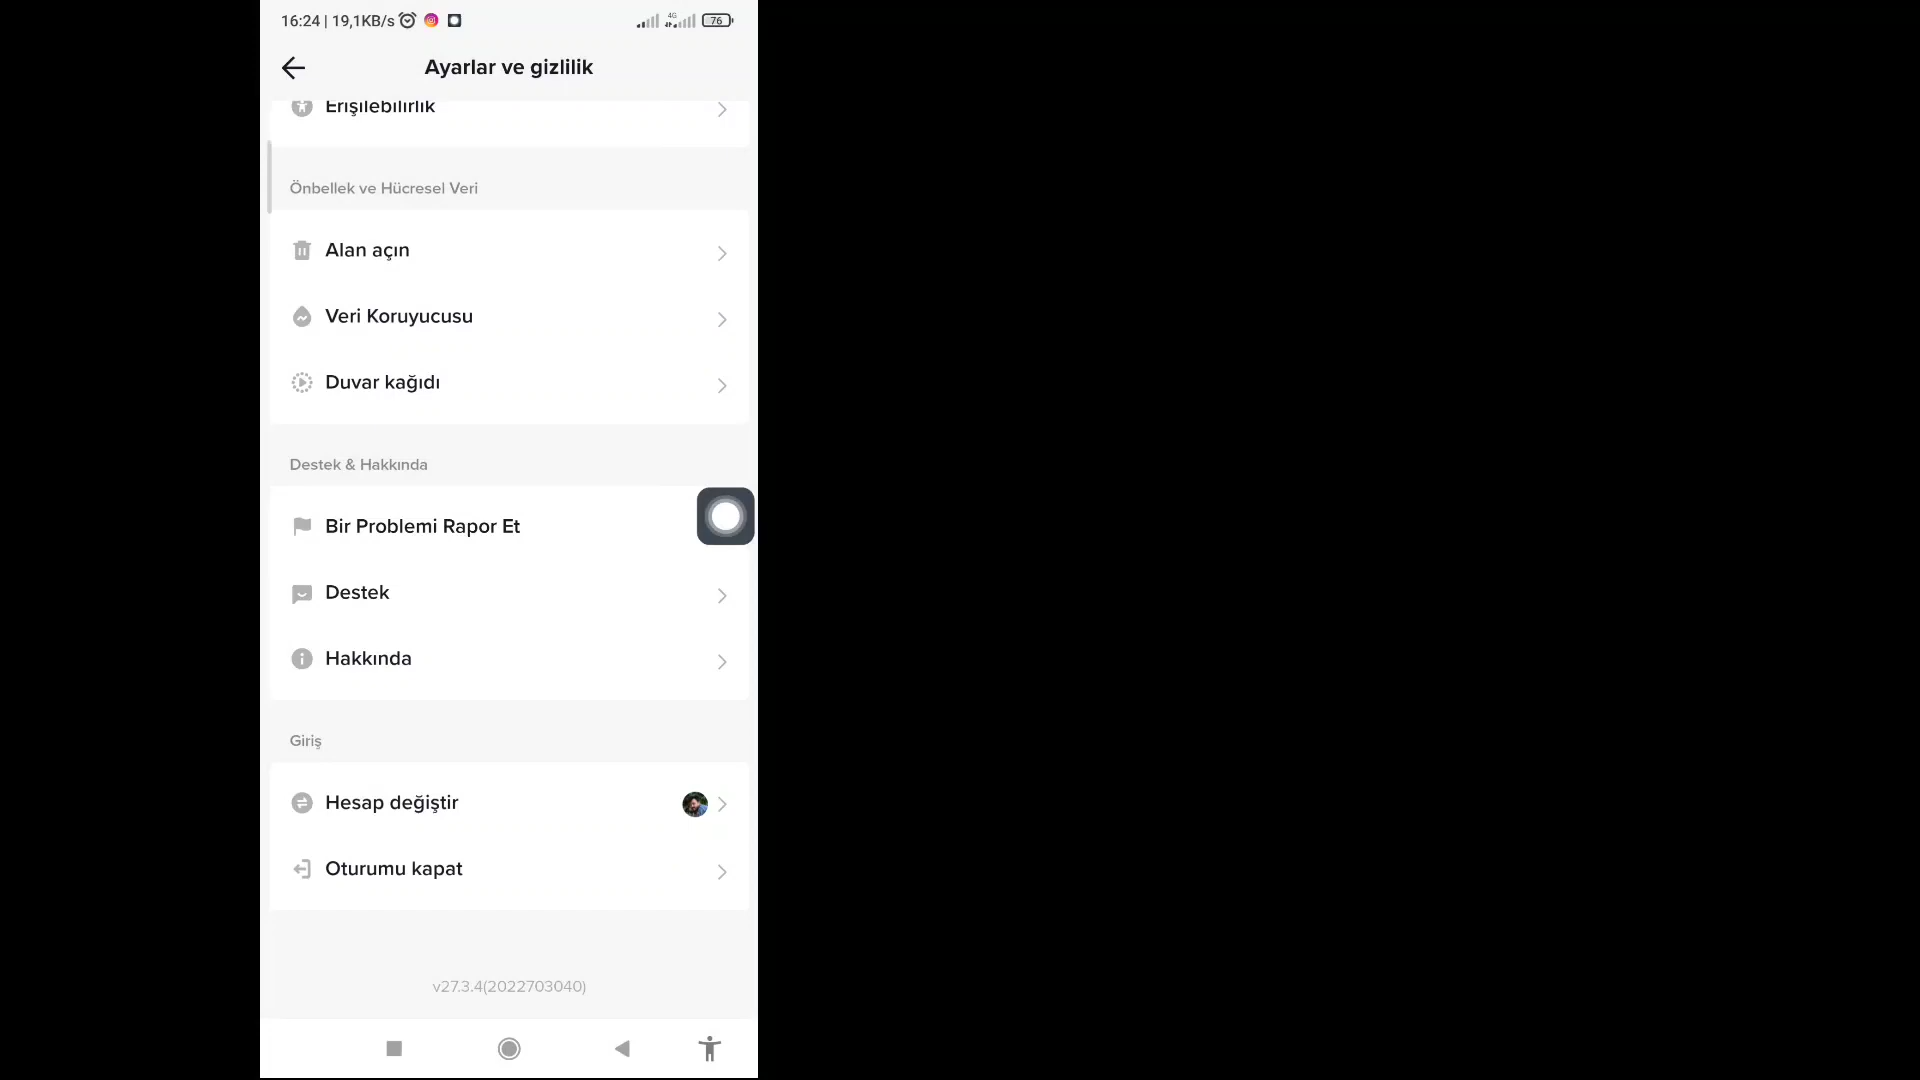 16:24 | 19,1KB/s
4G
76
Ayarlar ve gizlilik
Erişilebilirlik
Önbellek ve Hücresel Veri
Alan açın
Veri Koruyucusu
Duvar kağıdı
Destek & Hakkında
Bir Problemi Rapor Et
Destek
Hakkında
Giriş
Hesap değiştir
Oturumu kapat
v27.3.4(2022703040)